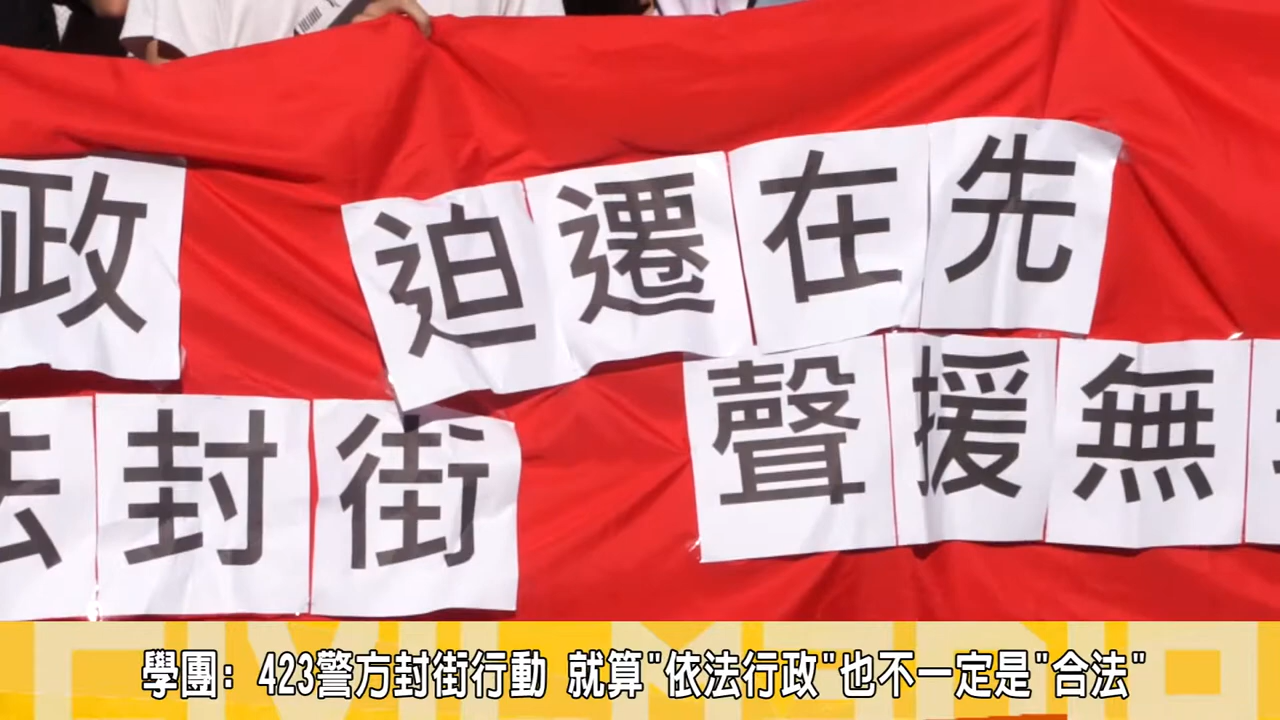 政 迫遷在先
法封街 聲援無
學團：423警方封街行動 就算"依法行政"也不一定是"合法"